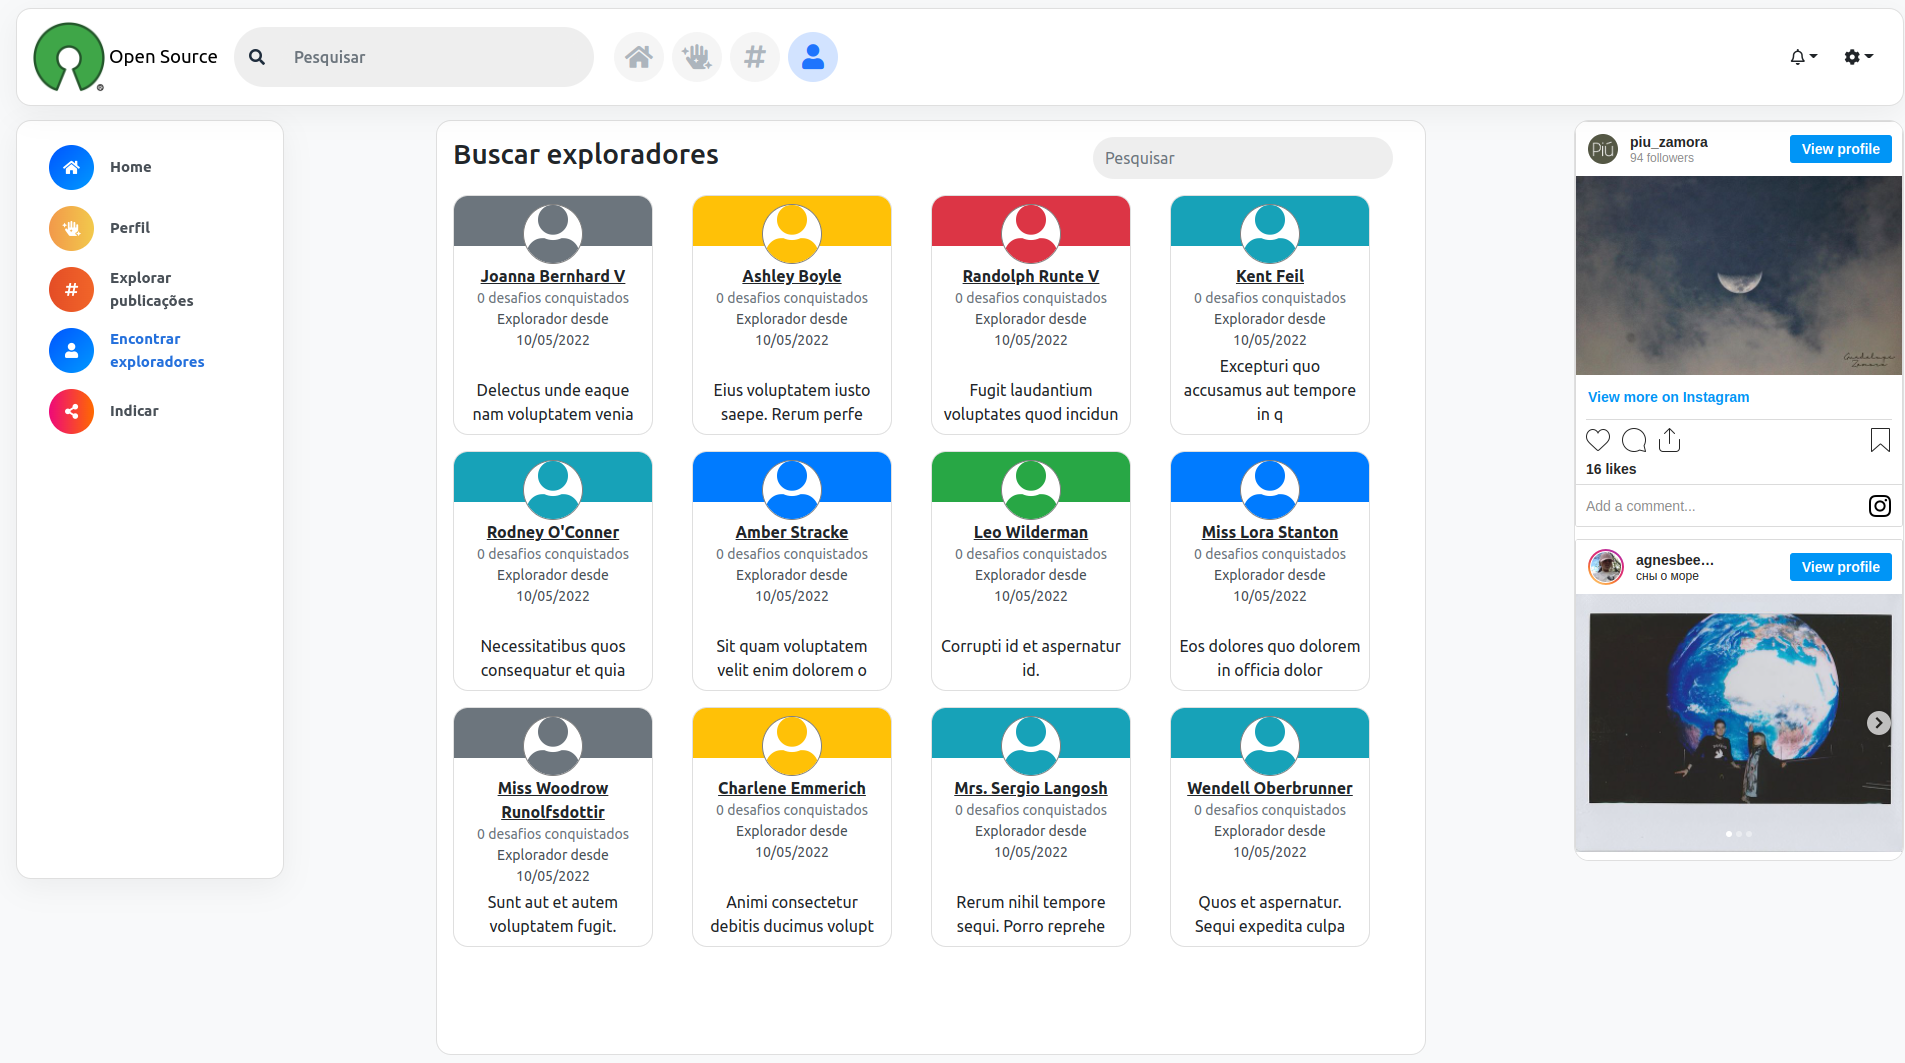 Open Source
Pesquisar
Home
Perfil
Explorar
publicações
Encontrar
exploradores
Indicar
Buscar exploradores
Pesquisar
Joanna Bernhard V
0 desafios conquistados
Explorador desde
10/05/2022
Delectus unde eaque
nam voluptatem venia
Ashley Boyle
0 desafios conquistados
Explorador desde
10/05/2022
Eius voluptatem iusto
saepe. Rerum perfe
Randolph Runte V
0 desafios conquistados
Explorador desde
10/05/2022
Fugit laudantium
voluptates quod incidun
Kent Feil
0 desafios conquistados
Explorador desde
10/05/2022
Excepturi quo
accusamus aut tempore
in q
Rodney O'Conner
0 desafios conquistados
Explorador desde
10/05/2022
Necessitatibus quos
consequatur et quia
Amber Stracke
0 desafios conquistados
Explorador desde
10/05/2022
Sit quam voluptatem
velit enim dolorem o
Leo Wilderman
0 desafios conquistados
Explorador desde
10/05/2022
Corrupti id et aspernatur
id.
Miss Lora Stanton
0 desafios conquistados
Explorador desde
10/05/2022
Eos dolores quo dolorem
in officia dolor
Miss Woodrow
Runolfsdottir
0 desafios conquistados
Explorador desde
10/05/2022
Sunt aut et autem
voluptatem fugit.
Charlene Emmerich
0 desafios conquistados
Explorador desde
10/05/2022
Animi consectetur
debitis ducimus volupt
Mrs. Sergio Langosh
0 desafios conquistados
Explorador desde
10/05/2022
Rerum nihil tempore
sequi. Porro reprehe
Wendell Oberbrunner
0 desafios conquistados
Explorador desde
10/05/2022
Quos et aspernatur.
Sequi expedita culpa
Piú
piu_zamora
94 followers
View profile
Guadalupe
Zamora
View more on Instagram
16 likes
Add a comment...
agnesbee...
сны о море
View profile